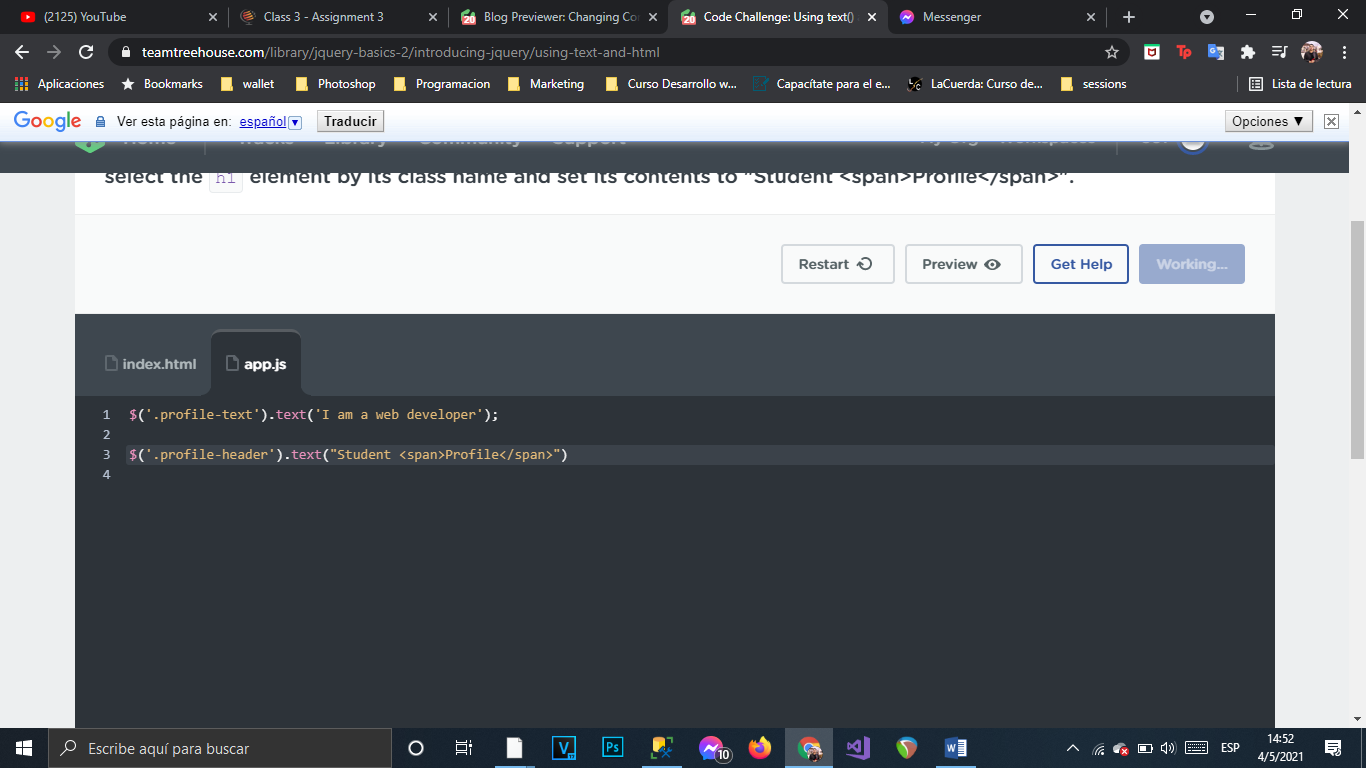 (2125) YouTube
Class 3 - Assignment 3
Blog Previewer: Changing Con
Code Challenge: Using text()
Messenger
teamtreehouse.com/library/jquery-basics-2/introducing-jquery/using-text-and-html
Aplicaciones
Bookmarks
wallet
Photoshop
Programacion
Marketing
Curso Desarrollo w...
Capacítate para el e...
LaCuerda: Curso de...
sessions
Lista de lectura
Google Ver esta página en: español Traducir
Opciones ▼
Library
Community
Support
select the h1 element by its class name and set its contents to "Student <span>Profile</span>".
Restart
Preview
Get Help
Working...
index.html
app.js
1 $('.profile-text').text('I am a web developer');
2
3 $('.profile-header').text("Student <span>Profile</span>")
4
Escribe aquí para buscar
10
ESP
14:52
4/5/2021